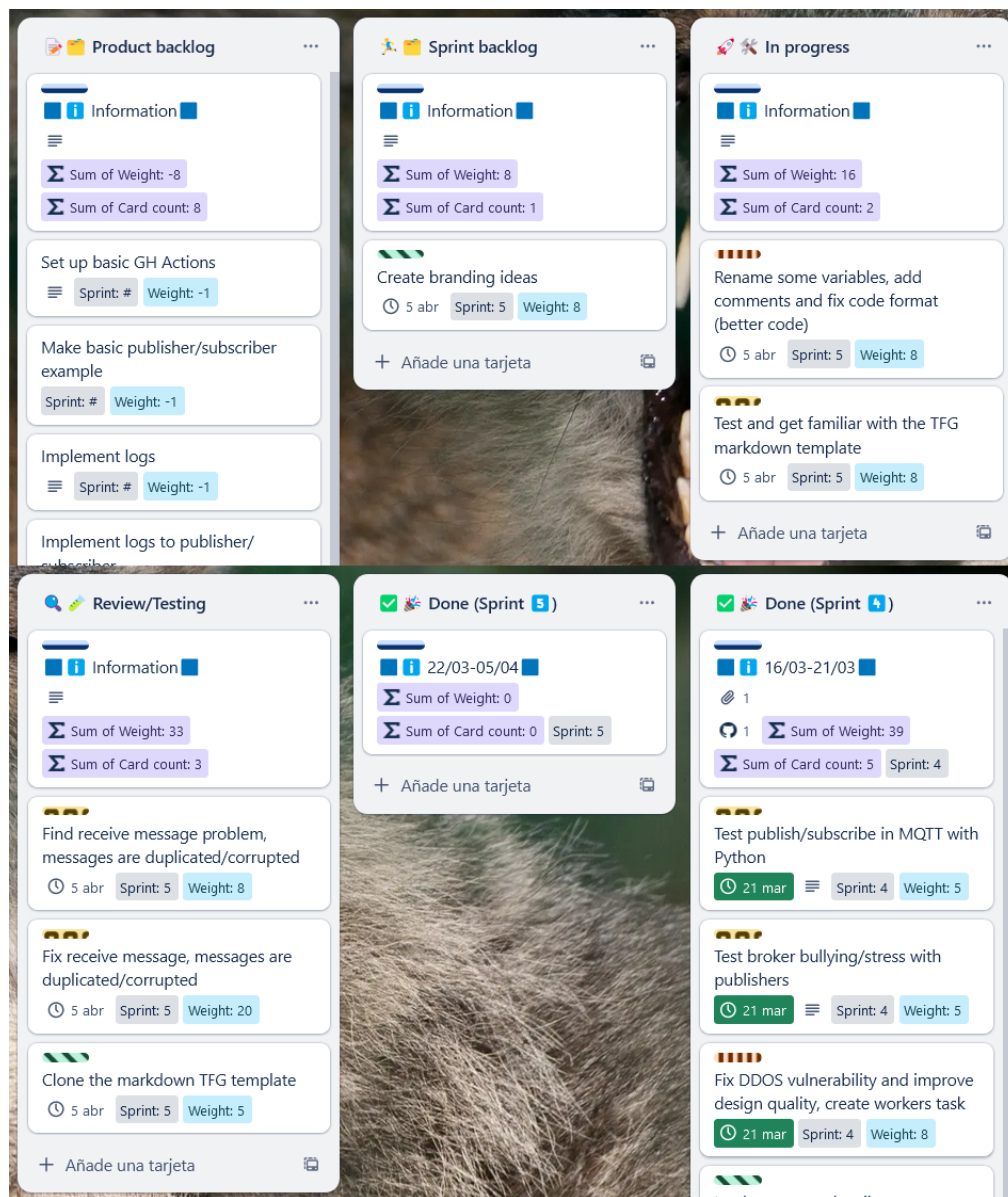 Product backlog
Information
Sum of Weight: -8
Sum of Card count: 8
Set up basic GH Actions
Sprint: # Weight: -1
Make basic publisher/subscriber
example
Sprint: # Weight: -1
Implement logs
Sprint: # Weight: -1
Implement logs to publisher/
subscriber
Sprint backlog
Information
Sum of Weight: 8
Sum of Card count: 1
Create branding ideas
5 abr Sprint: 5 Weight: 8
Añade una tarjeta
In progress
Information
Sum of Weight: 16
Sum of Card count: 2
Rename some variables, add
comments and fix code format
(better code)
5 abr Sprint: 5 Weight: 8
Test and get familiar with the TFG
markdown template
5 abr Sprint: 5 Weight: 8
Añade una tarjeta
Review/Testing
Information
Sum of Weight: 33
Sum of Card count: 3
Find receive message problem,
messages are duplicated/corrupted
5 abr Sprint: 5 Weight: 8
Fix receive message, messages are
duplicated/corrupted
5 abr Sprint: 5 Weight: 20
Clone the markdown TFG template
5 abr Sprint: 5 Weight: 5
Añade una tarjeta
Done (Sprint 5)
22/03-05/04
Sum of Weight: 0
Sum of Card count: 0 Sprint: 5
Añade una tarjeta
Done (Sprint 4)
16/03-21/03
1
1 Sum of Weight: 39
Sum of Card count: 5 Sprint: 4
Test publish/subscribe in MQTT with
Python
21 mar Sprint: 4 Weight: 5
Test broker bullying/stress with
publishers
21 mar Sprint: 4 Weight: 5
Fix DDOS vulnerability and improve
design quality, create workers task
21 mar Sprint: 4 Weight: 8